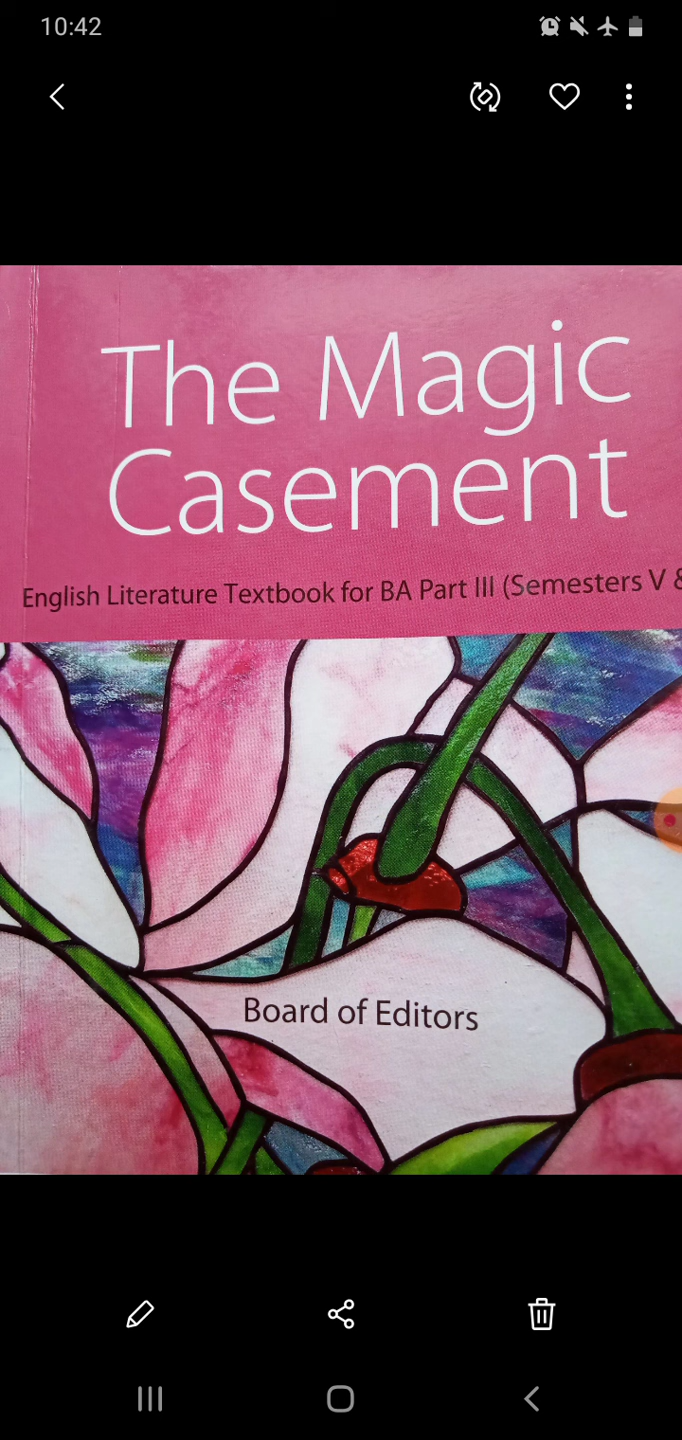 10:42
The Magic
Casement
English Literature Textbook for BA Part III (Semesters V &
Board of Editors